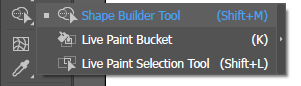 Shape Builder Tool (Shift+M)
Live Paint Bucket (K)
Live Paint Selection Tool (Shift+L)